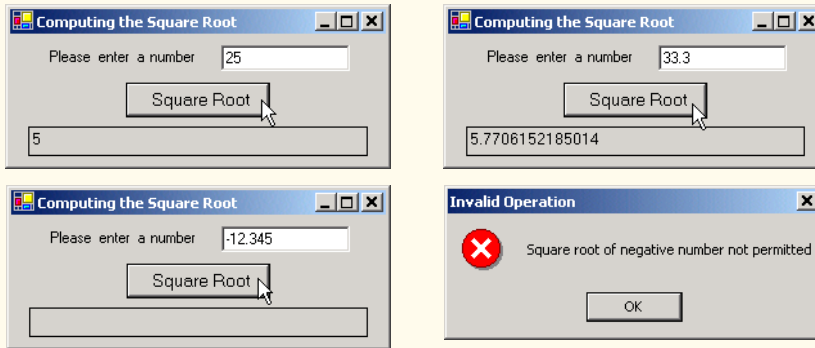 Computing the Square Root
Please enter a number 25
Square Root
5
Computing the Square Root
Please enter a number 33.3
Square Root
5.7706152185014
Computing the Square Root
Please enter a number -12.345
Square Root
Invalid Operation
Square root of negative number not permitted
OK